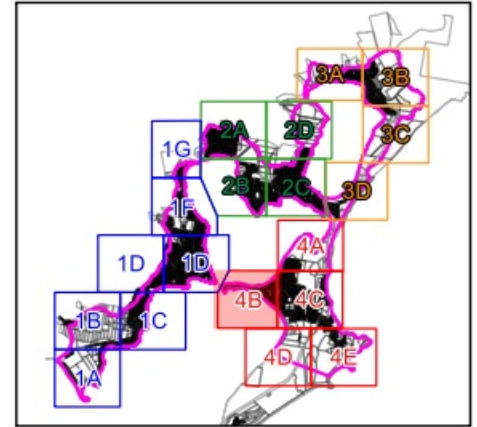 3A 3B
2A 2D 3C
1G
2B 2C 3D
1F
4A
1D 1D
4B 4C
1B 1C
4D 4E
1A